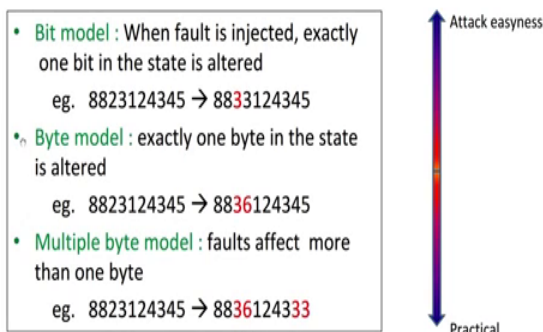 • Bit model : When fault is injected, exactly
one bit in the state is altered
eg. 8823124345 → 8833124345
• Byte model : exactly one byte in the state
is altered
eg. 8823124345 → 8836124345
• Multiple byte model : faults affect more
than one byte
eg. 8823124345 → 8836124333
Attack easyness
Practical